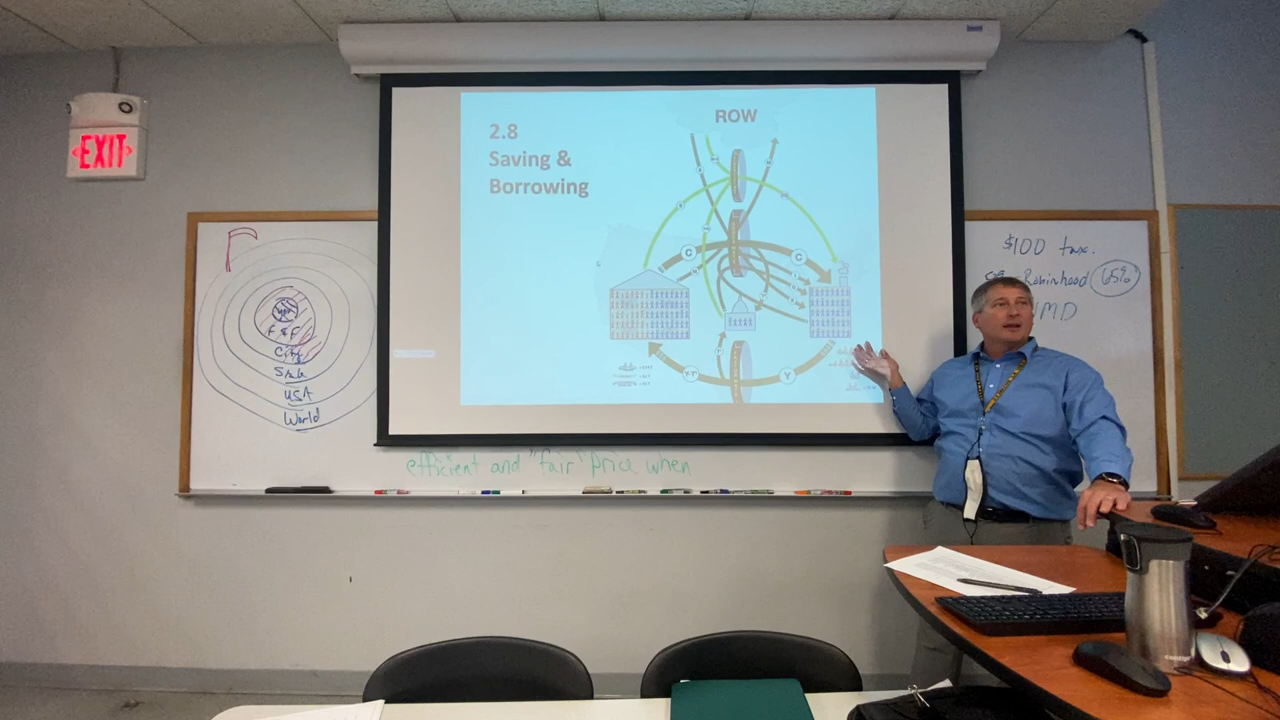 EXIT
2.8
Saving &
Borrowing
ROW
C
C
Y
efficient and "fair" price when
F & F
City
State
USA
World
$100 tax.
Robinhood 65%
contigo